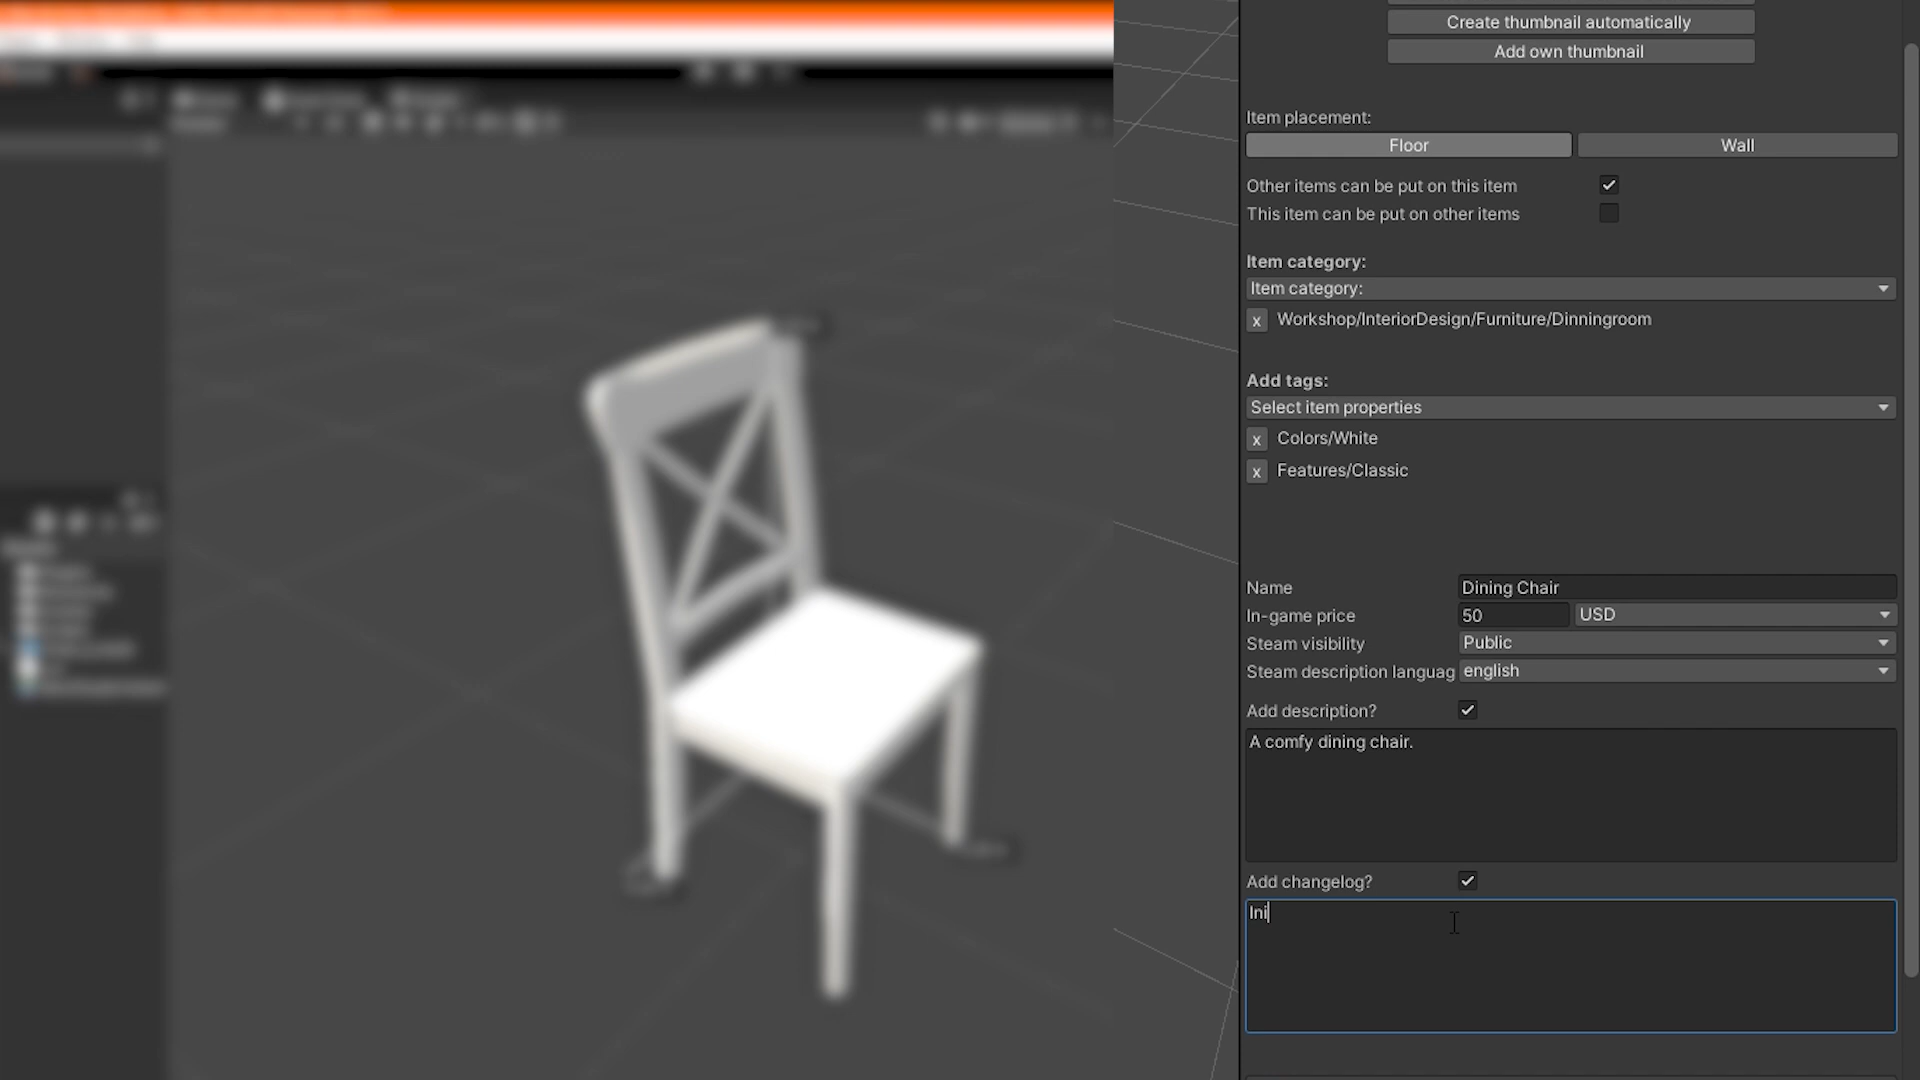 Create thumbnail automatically
Add own thumbnail
Item placement:
Floor Wall
Other items can be put on this item
This item can be put on other items
Item category:
Item category:
x Workshop/InteriorDesign/Furniture/Dinningroom
Add tags:
Select item properties
x Colors/White
x Features/Classic
Name Dining Chair
In-game price 50 USD
Steam visibility Public
Steam description languag english
Add description?
A comfy dining chair.
Add changelog?
Ini